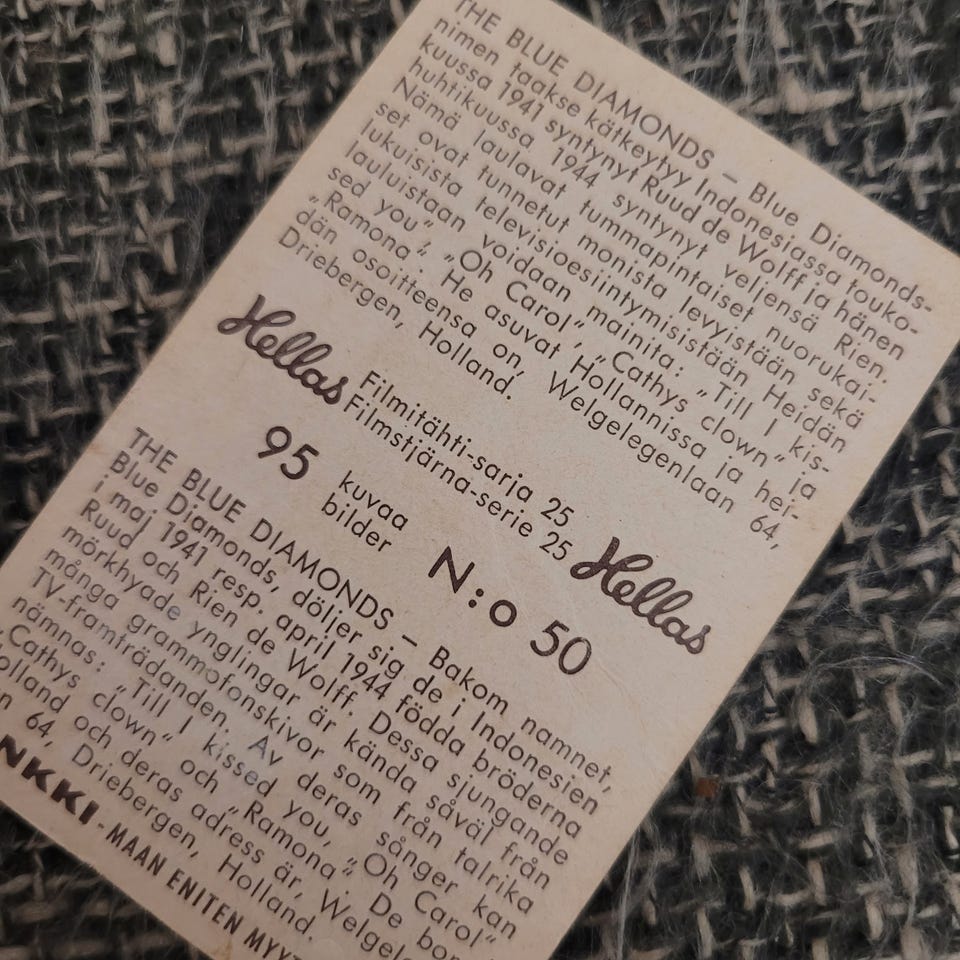 THE BLUE DIAMONDS – Blue Diamonds-
nimen taakse kätkeytyy Indonesiassa touko-
kuussa 1941 syntynyt Ruud de Wolff ja hänen
huhtikuussa 1944 syntynyt veljensä Rien.
Nämä laulavat tummapintaiset nuorukai-
set ovat tunnetut monista levyistään sekä
lukuisista televisioesiintymisistään Heidän
lauluistaan voidaan mainita: „Till I kis-
sed you”, „Oh Carol”, „Cathys clown” ja
„Ramona”. He asuvat Hollannissa ja hei-
dän osoitteensa on, Welgelegenlaan 64,
Driebergen, Holland.
Hellas
Filmitähti-sarja 25
Filmstjärna-serie 25
Hellas
95 kuvaa
bilder
N:o 50
THE BLUE DIAMONDS – Bakom namnet,
Blue Diamonds, döljer sig de i Indonesien
i maj 1941 resp. april 1944 födda bröderna
Ruud och Rien de Wolff. Dessa sjungande
mörkhyade ynglingar är kända såväl från
många grammofonskivor som från talrika
TV-framträdanden. Av deras sånger kan
nämnas: „Till I kissed you, „Oh Carol”
„Cathys clown” och „Ramona”. De bor
olland och deras adress är, Welgel
n 64, Driebergen, Holland.
NKKI - MAAN ENITEN MYYT